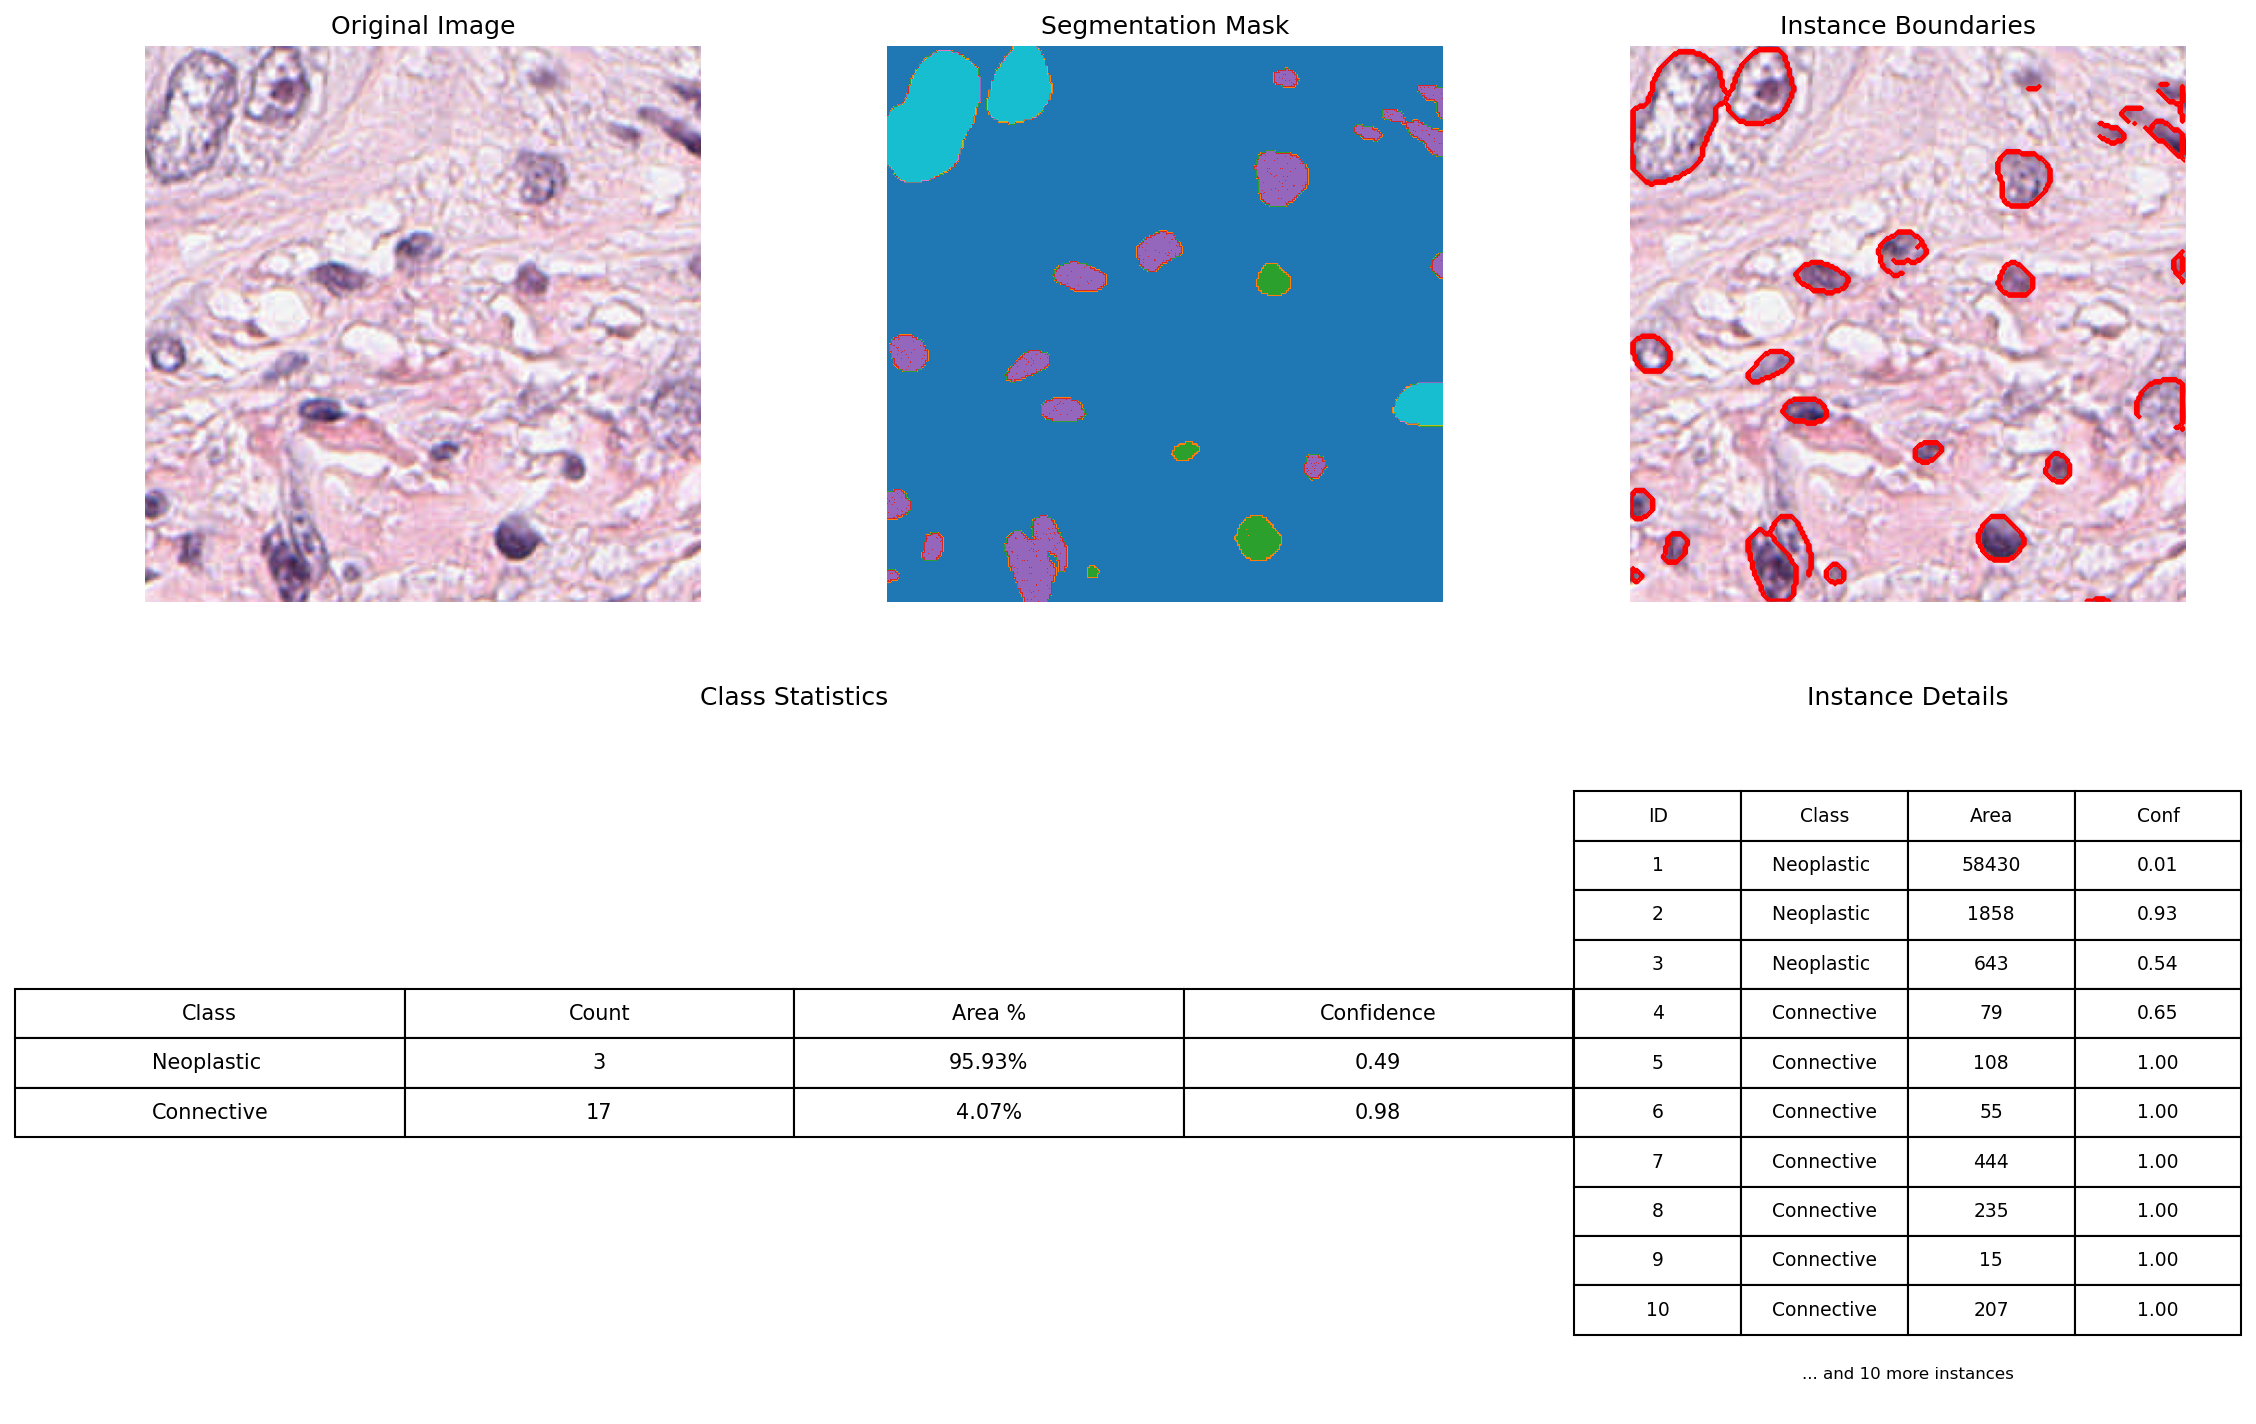 Original Image
Segmentation Mask
Instance Boundaries
Class Statistics
Class Count Area % Confidence
Neoplastic 3 95.93% 0.49
Connective 17 4.07% 0.98
Instance Details
ID Class Area Conf
1 Neoplastic 58430 0.01
2 Neoplastic 1858 0.93
3 Neoplastic 643 0.54
4 Connective 79 0.65
5 Connective 108 1.00
6 Connective 55 1.00
7 Connective 444 1.00
8 Connective 235 1.00
9 Connective 15 1.00
10 Connective 207 1.00
... and 10 more instances